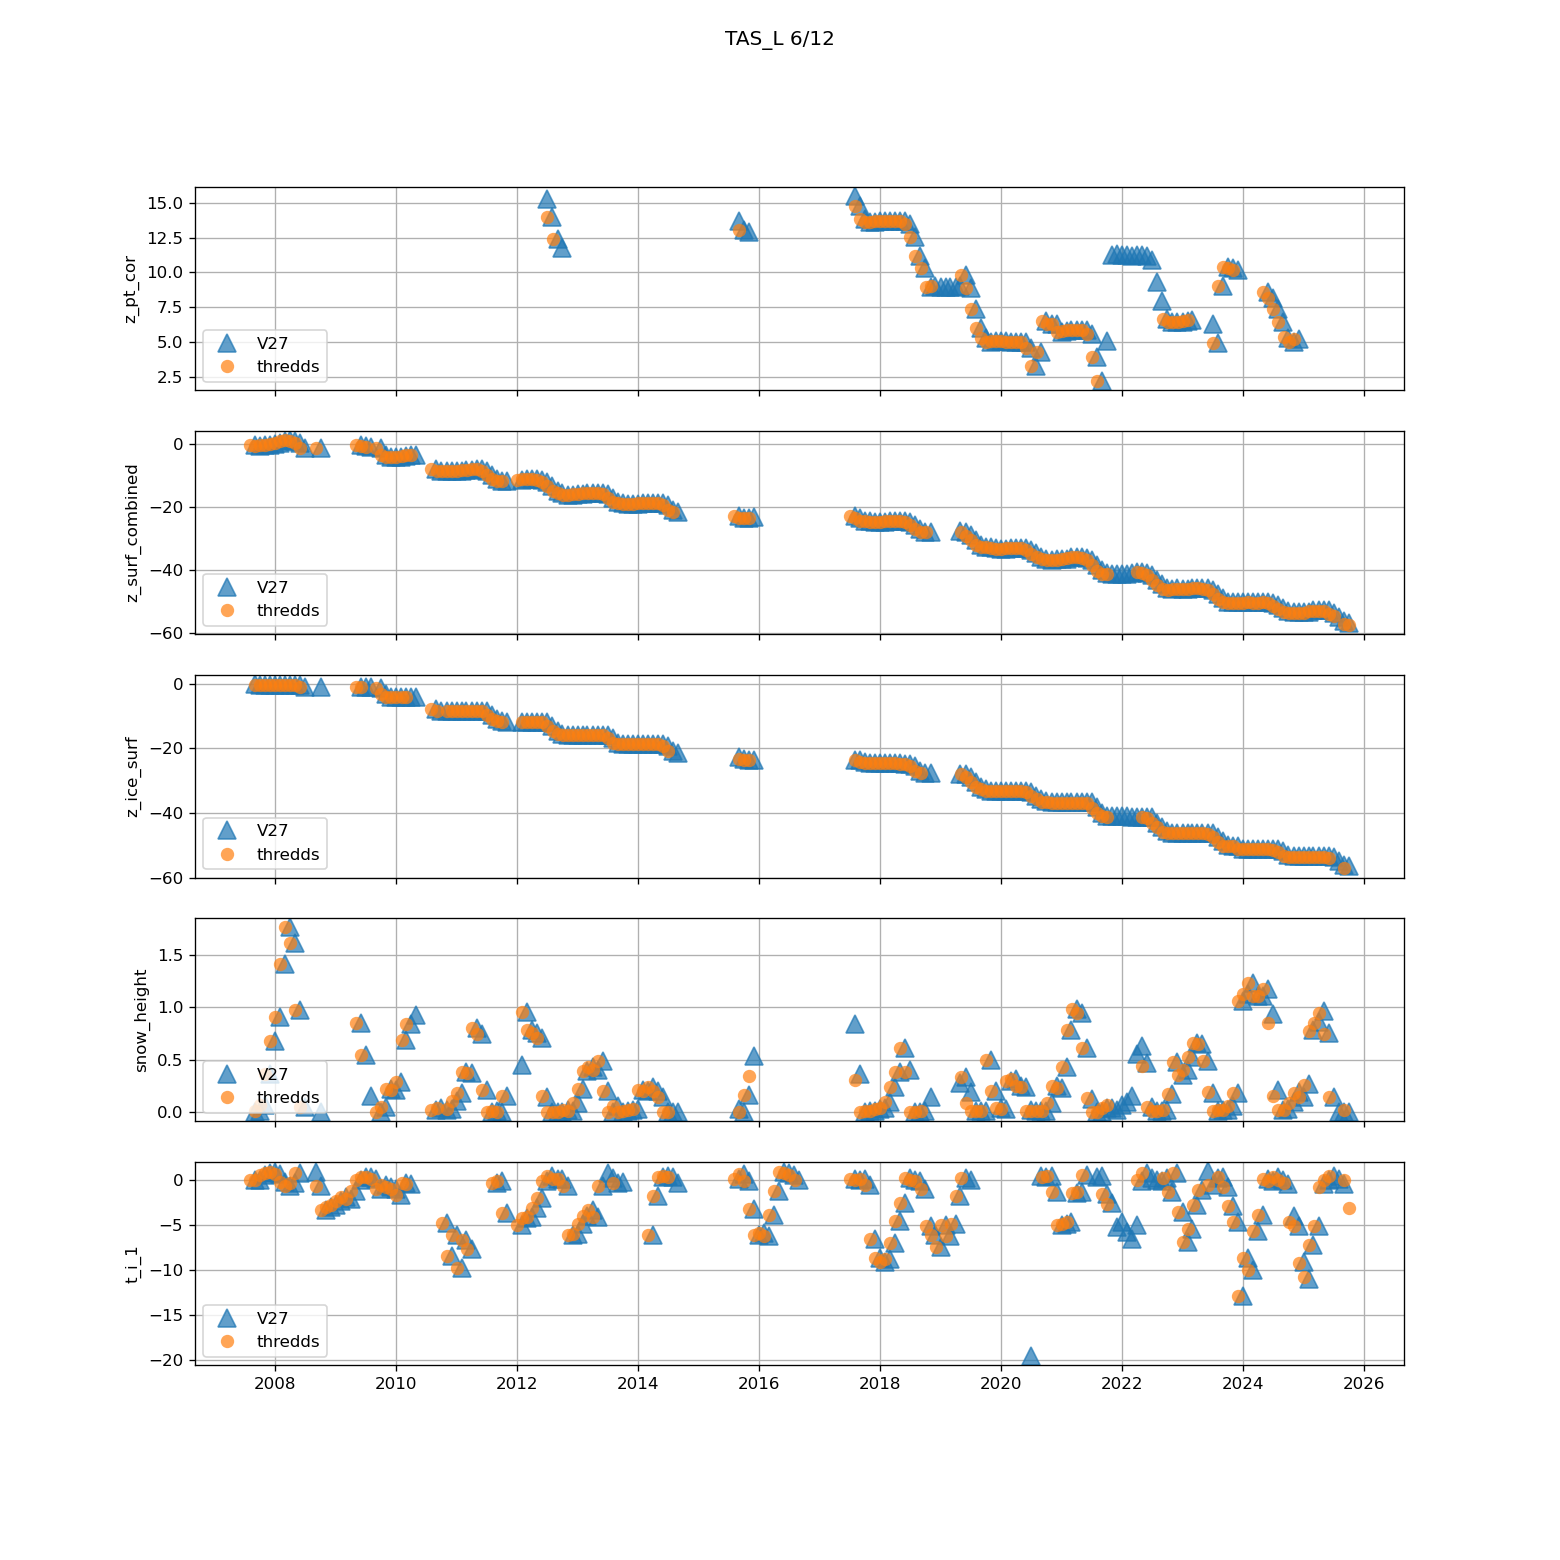 TAS_L 6/12
z_pt_cor
15.0
12.5
10.0
7.5
5.0
2.5
V27
thredds
z_surf_combined
0
−20
−40
−60
V27
thredds
z_ice_surf
0
−20
−40
−60
V27
thredds
snow_height
1.5
1.0
0.5
0.0
V27
thredds
t_i_1
0
−5
−10
−15
−20
V27
thredds
2008 2010 2012 2014 2016 2018 2020 2022 2024 2026